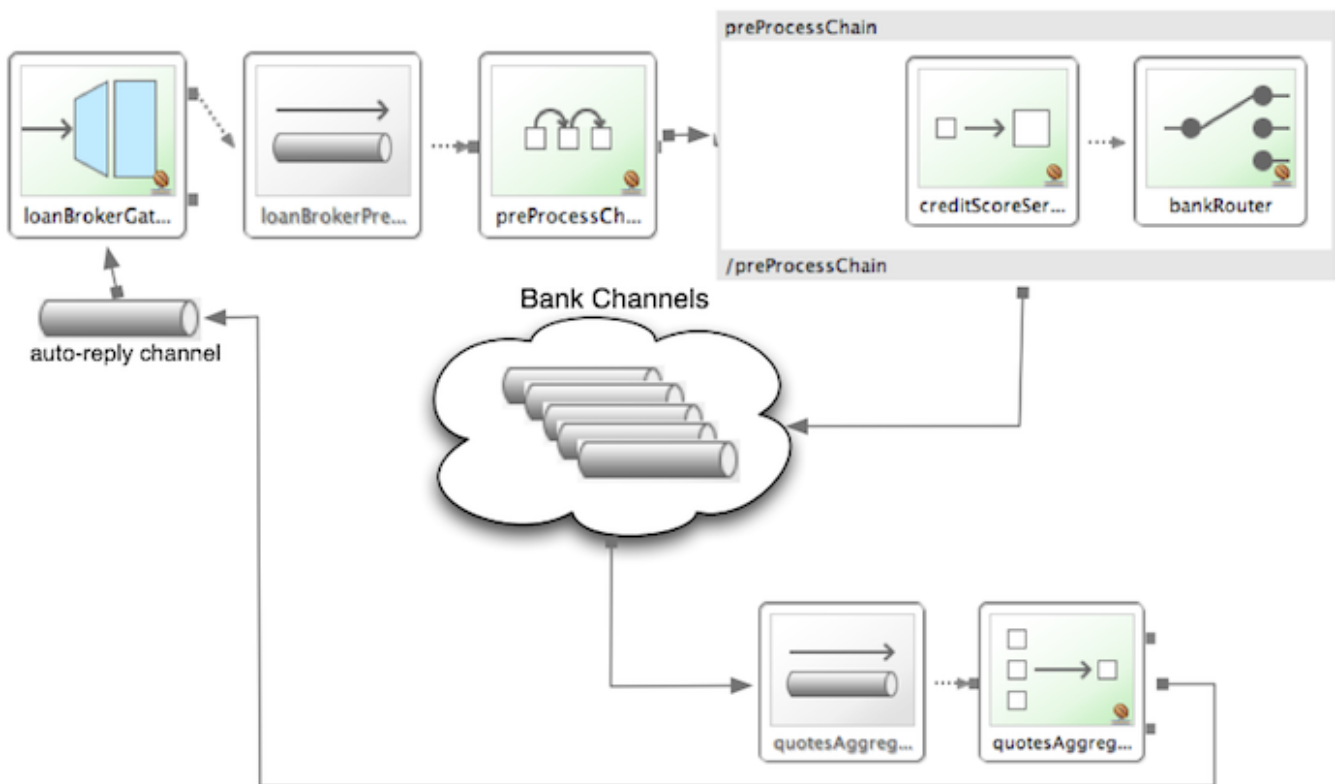 preProcessChain
loanBrokerGat...
loanBrokerPre...
preProcessCh...
creditScoreSer...
bankRouter
/preProcessChain
auto-reply channel
Bank Channels
quotesAggreg...
quotesAggreg...